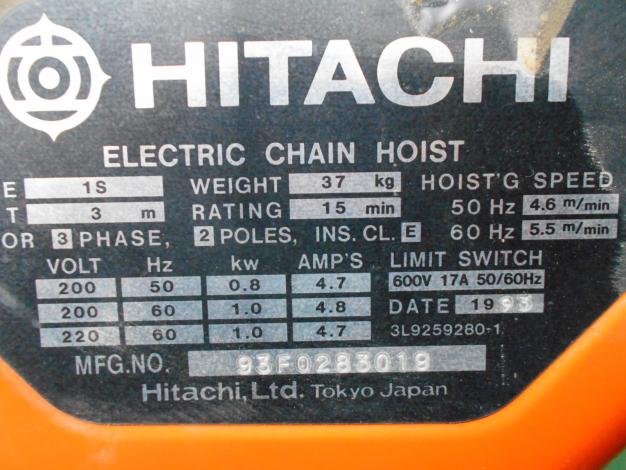 HITACHI
ELECTRIC CHAIN HOIST
E 1S WEIGHT 37 kg HOIST'G SPEED
T 3 m RATING 15 min 50 Hz 4.6 m/min
OR 3 PHASE, 2 POLES, INS. CL. E 60 Hz 5.5 m/min
VOLT Hz kw AMP'S LIMIT SWITCH
200 50 0.8 4.7 600V 17A 50/60Hz
200 60 1.0 4.8 DATE 1993
220 60 1.0 4.7 3L9259280-1
MFG.NO. 93F0283019
Hitachi, Ltd. Tokyo Japan